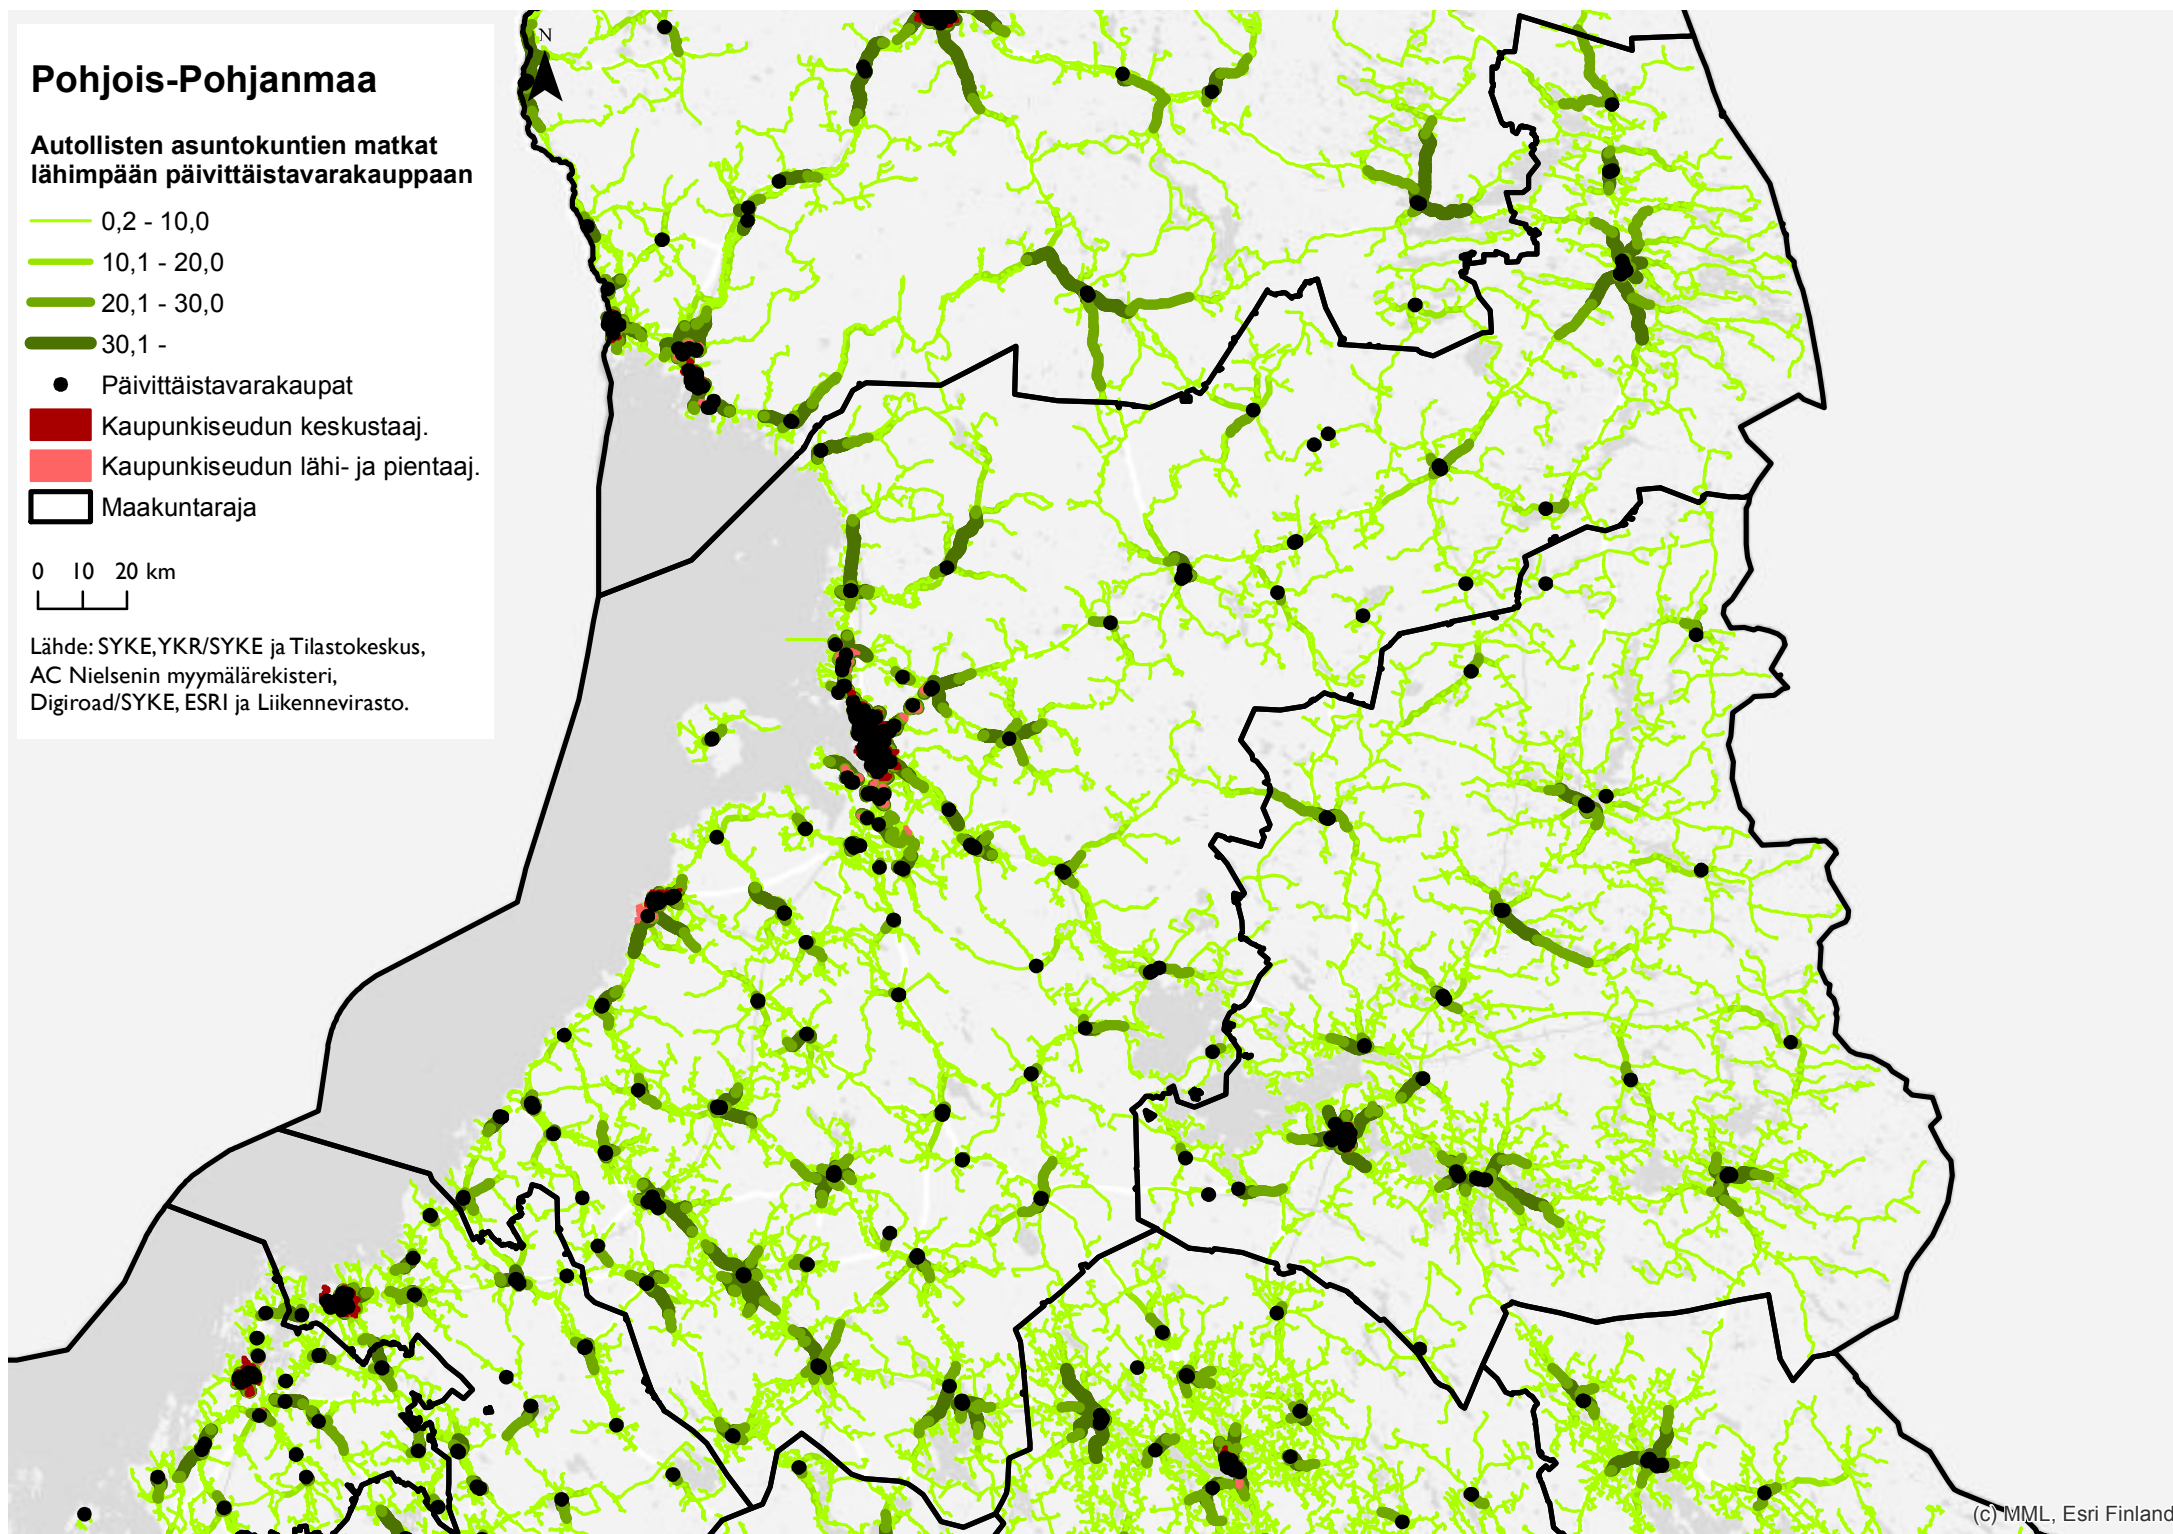 N
Pohjois-Pohjanmaa
Autollisten asuntokuntien matkat
lähimpään päivittäistavarakauppaan
0,2 - 10,0
10,1 - 20,0
20,1 - 30,0
30,1 -
Päivittäistavarakaupat
Kaupunkiseudun keskustaaj.
Kaupunkiseudun lähi- ja pientaaj.
Maakuntaraja
0 10 20 km
Lähde: SYKE, YKR/SYKE ja Tilastokeskus,
AC Nielsenin myymälärekisteri,
Digiroad/SYKE, ESRI ja Liikennevirasto.
(c) MML, Esri Finland